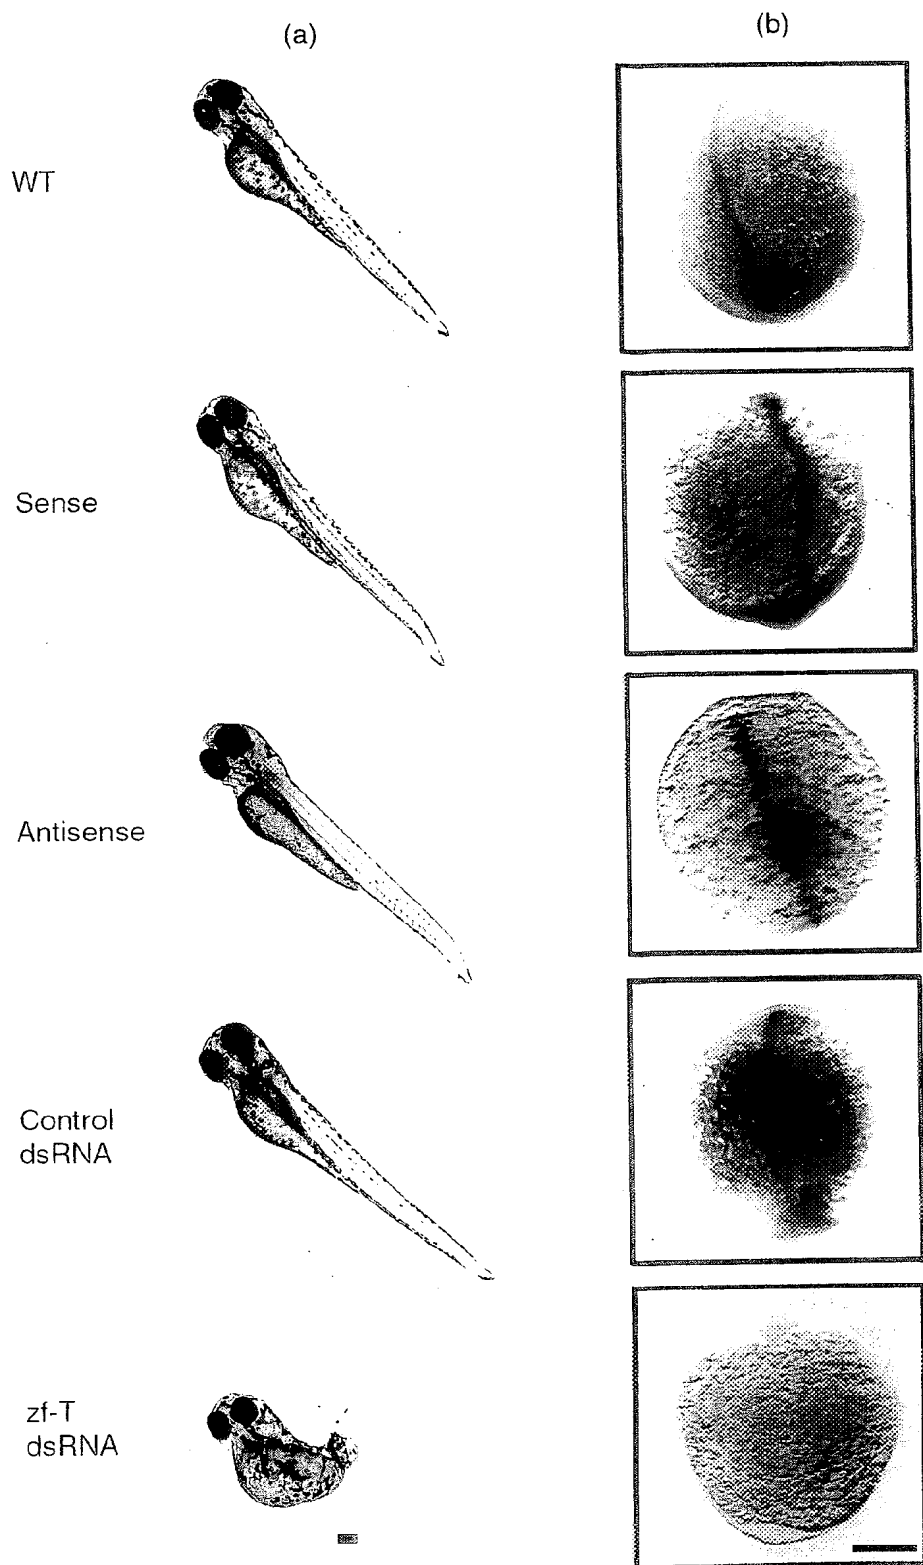 (a)
(b)
WT
Sense
Antisense
Control
dsRNA
zf-T
dsRNA